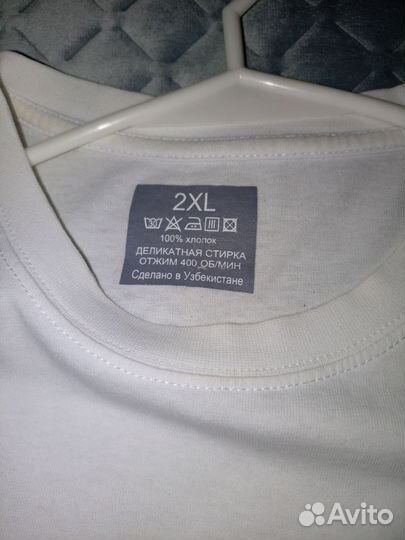 2XL
100% хлопок
ДЕЛИКАТНАЯ СТИРКА
ОТЖИМ 400 ОБ/МИН
Сделано в Узбекистане
Avito